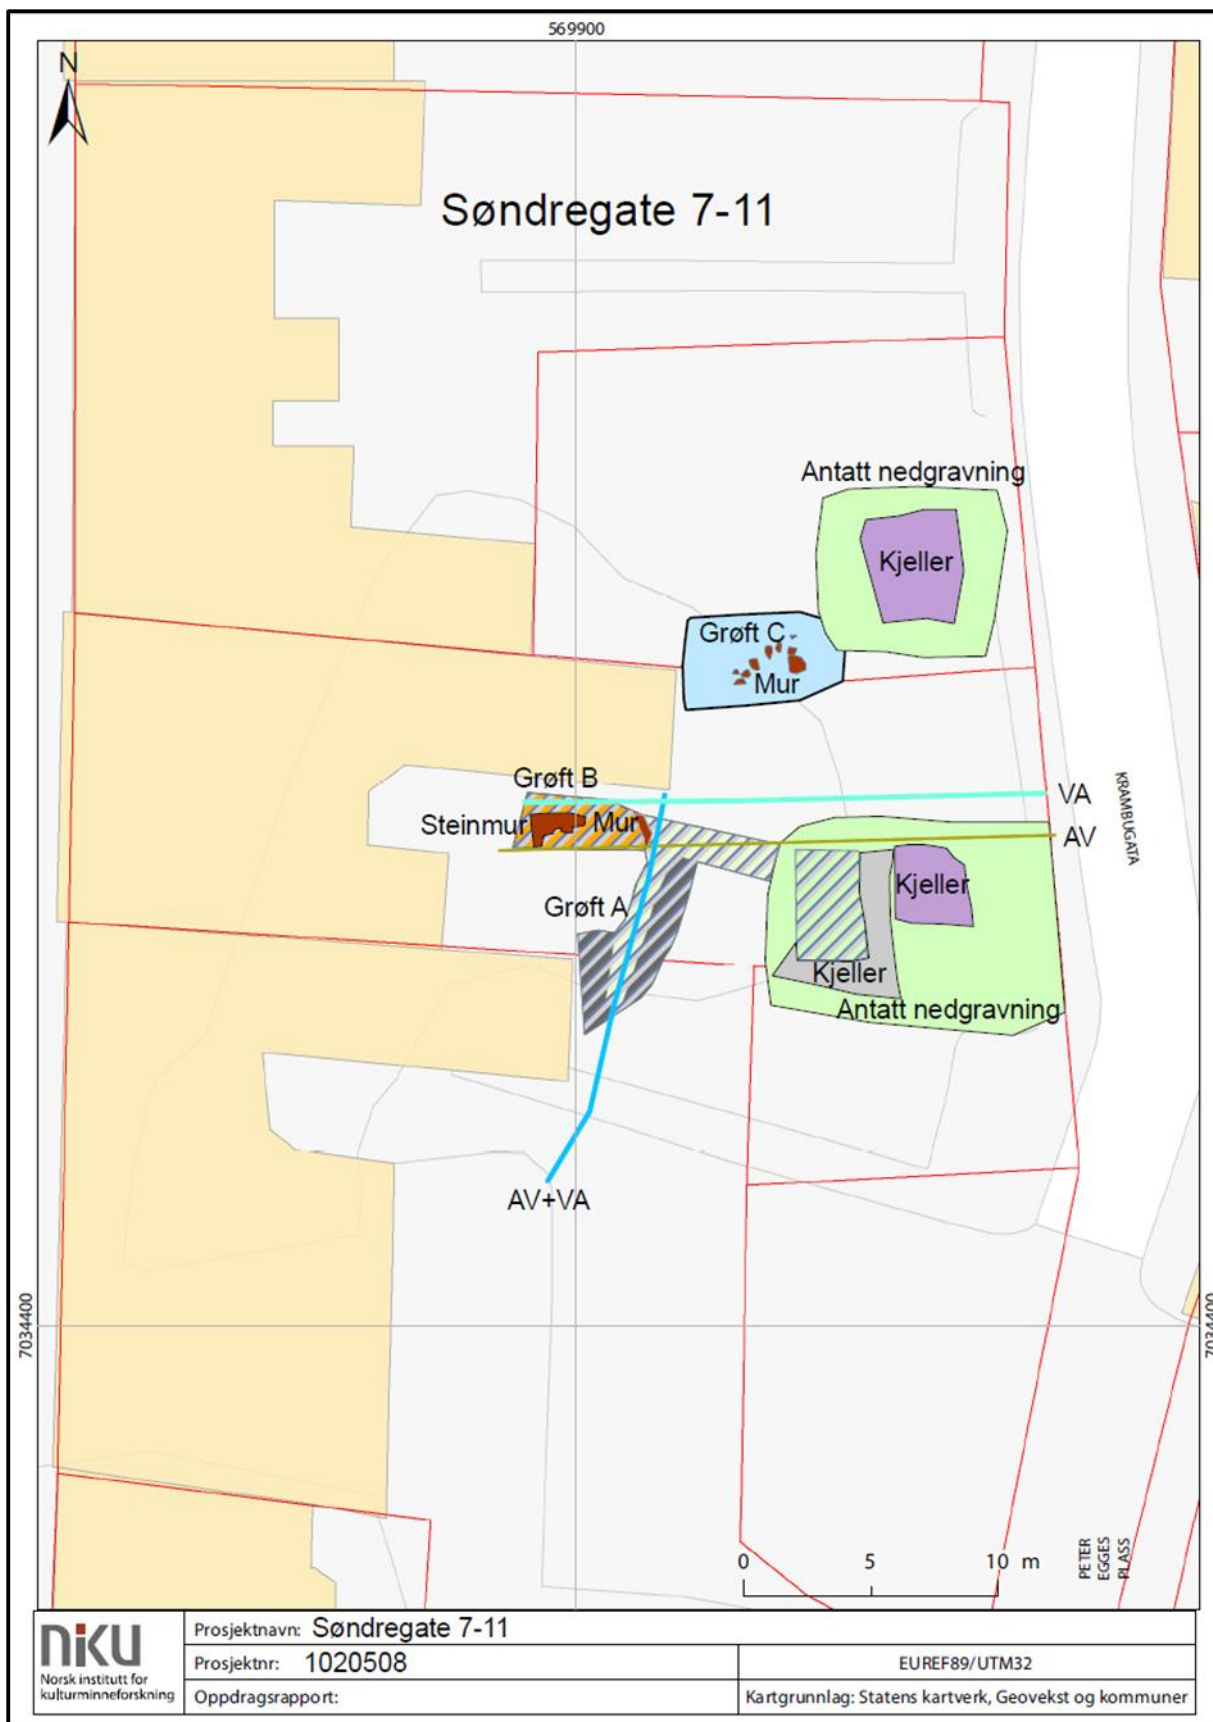 569900
N
Søndregate 7-11
Antatt nedgravning
Kjeller
Grøft C
Mur
Grøft B
VA
KRAMBUGATA
Steinmur
Mur
AV
Kjeller
Grøft A
Kjeller
Antatt nedgravning
AV+VA
7034400
7034400
0 5 10 m
PETER
EGGES
PLASS
niku
Norsk institutt for
kulturminneforskning
Prosjektnavn: Søndregate 7-11
Prosjektnr: 1020508
EUREF89/UTM32
Oppdragsrapport:
Kartgrunnlag: Statens kartverk, Geovekst og kommuner